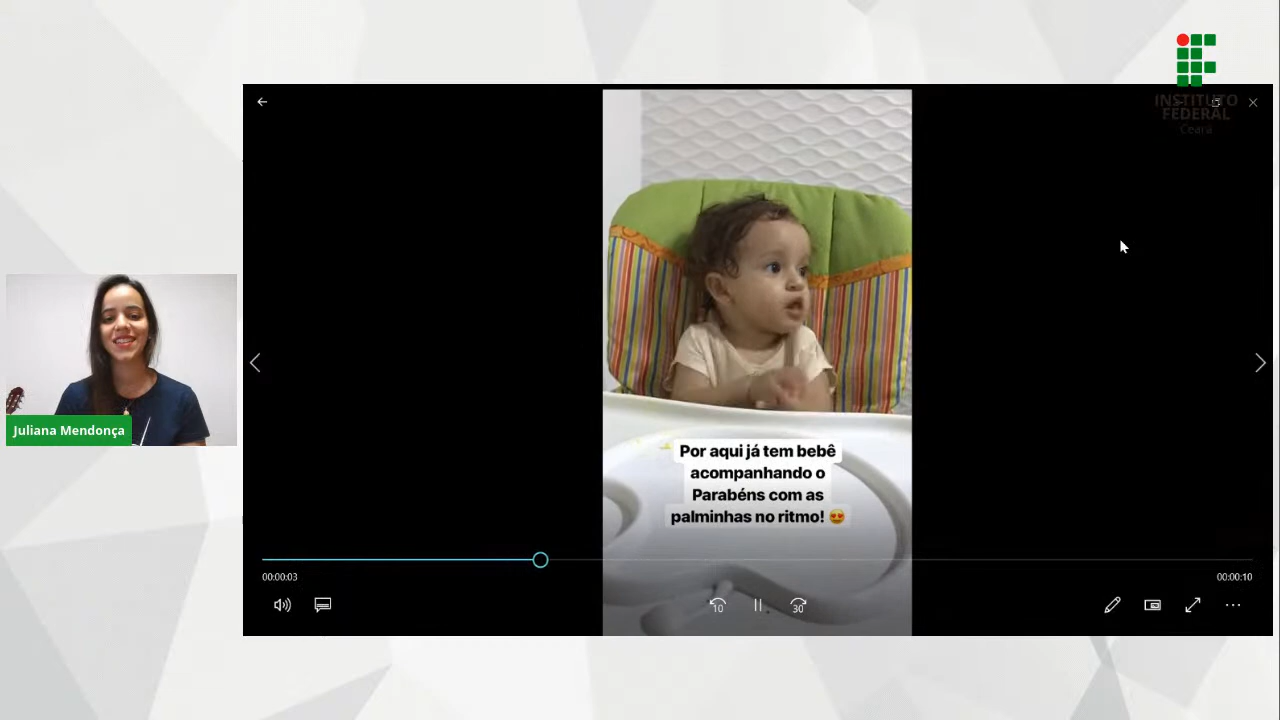 INSTITUTO
FEDERAL
Ceará
Juliana Mendonça
Por aqui já tem bebê
acompanhando o
Parabéns com as
palminhas no ritmo! 😍
00:00:03
00:00:10
10
30